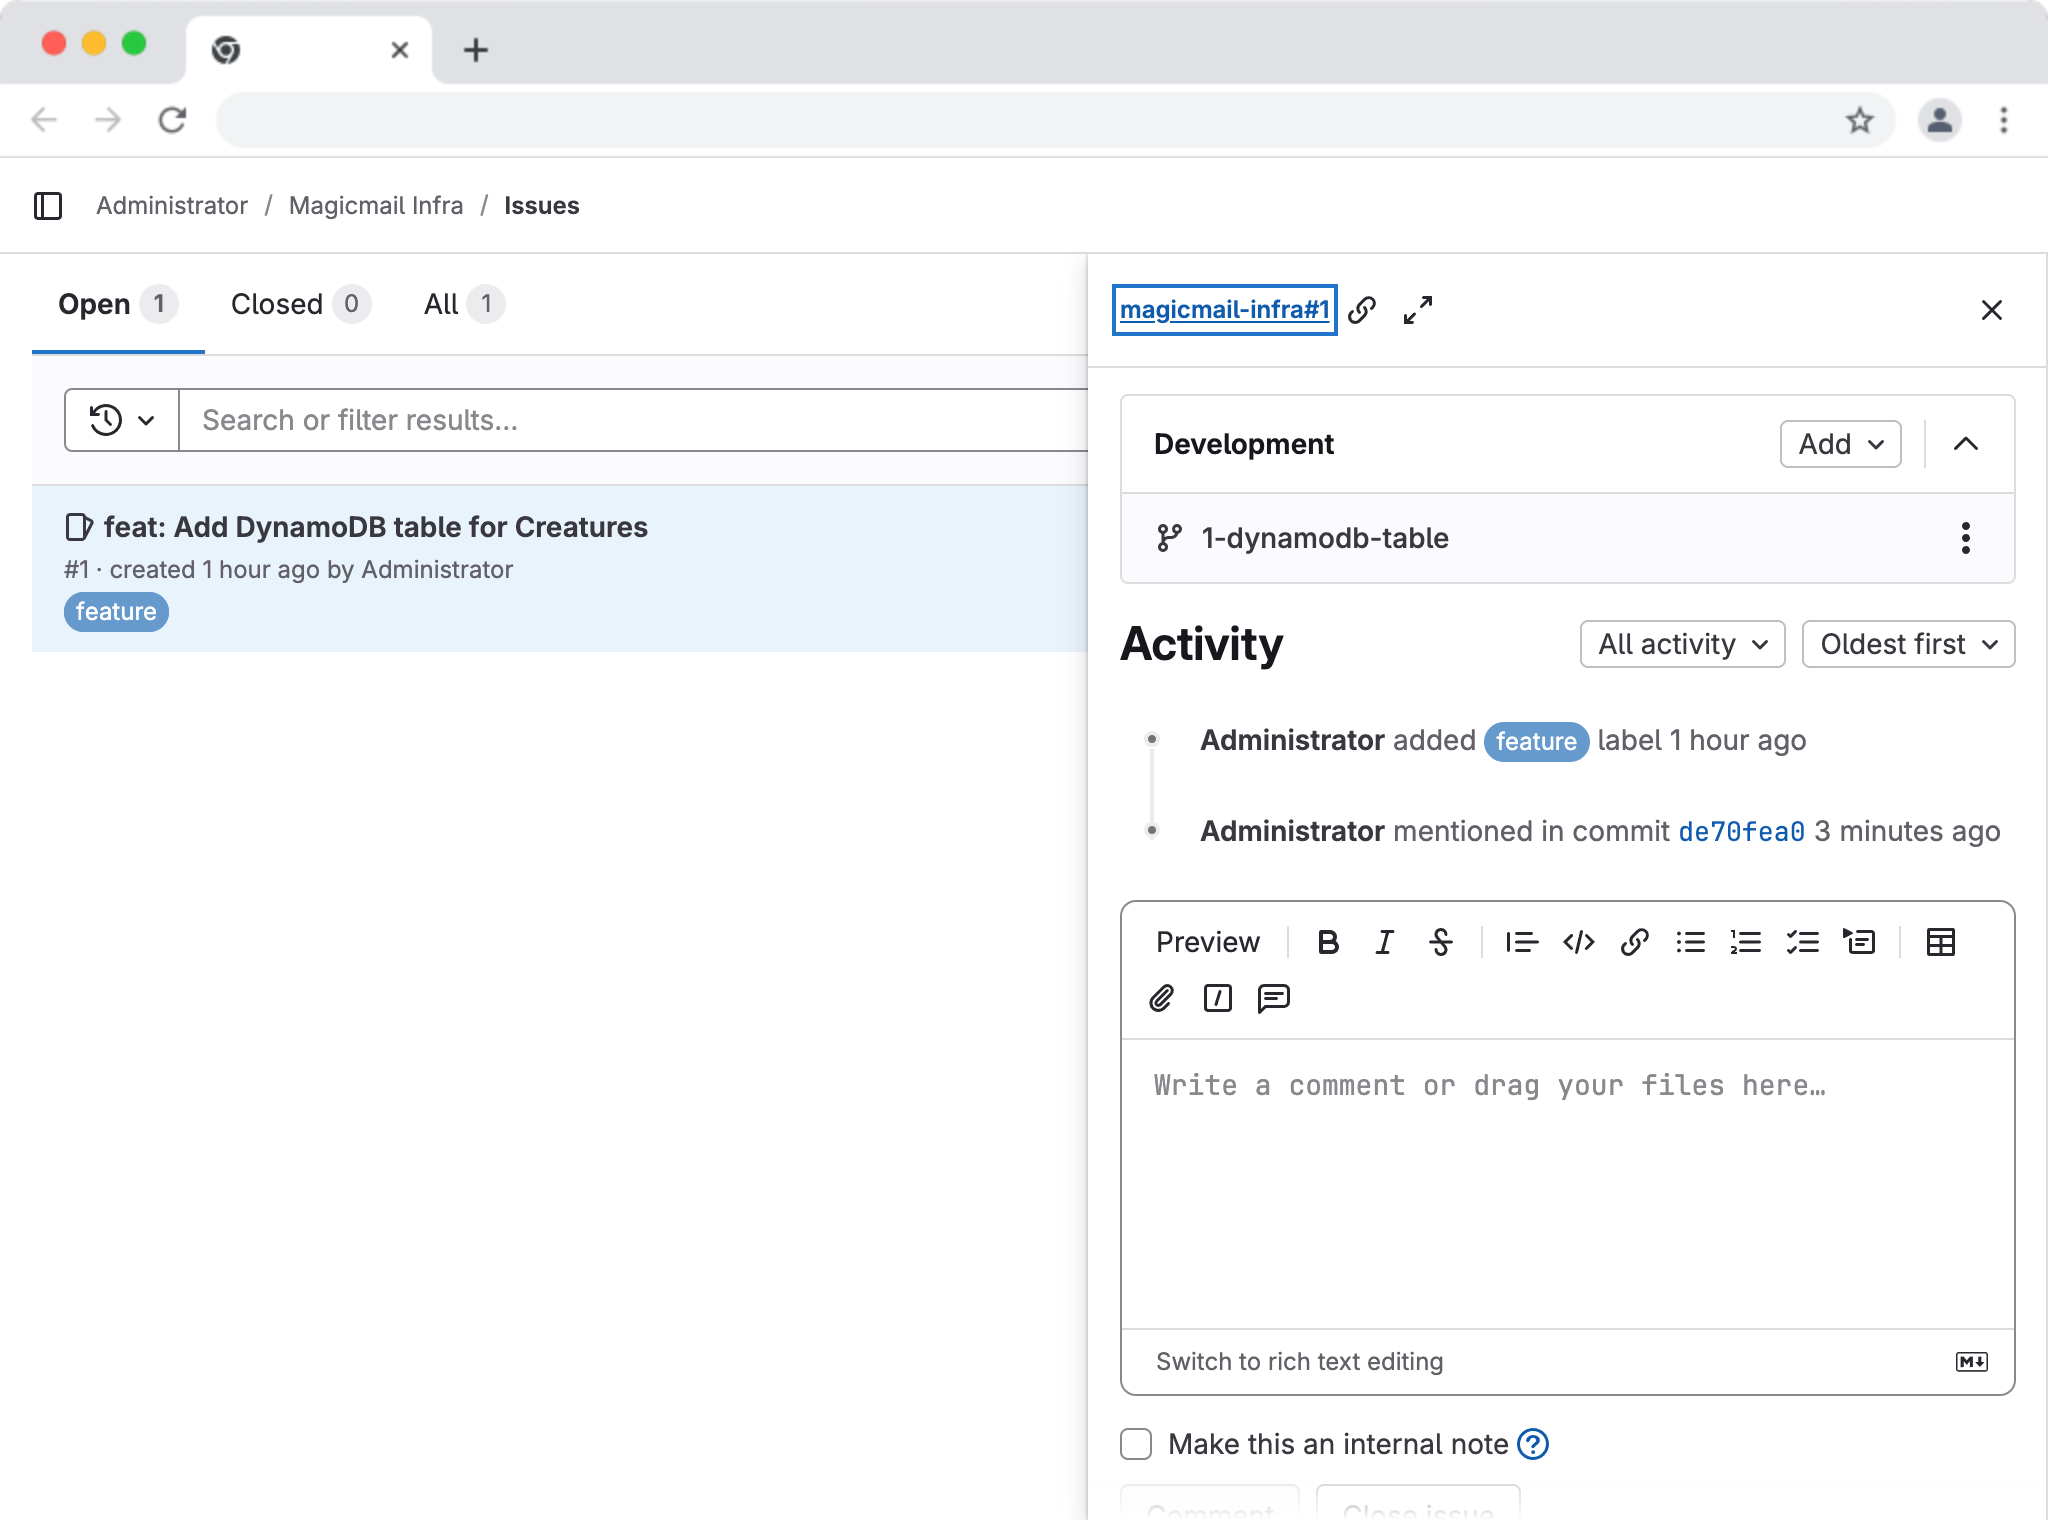 Administrator / Magicmail Infra / Issues
Open 1 Closed 0 All 1
Search or filter results...
feat: Add DynamoDB table for Creatures
#1 · created 1 hour ago by Administrator
feature
magicmail-infra#1
Development
Add
1-dynamodb-table
Activity
All activity
Oldest first
Administrator added feature label 1 hour ago
Administrator mentioned in commit de70fea0 3 minutes ago
Preview
Write a comment or drag your files here…
Switch to rich text editing
M
Make this an internal note
Comment
Close issue